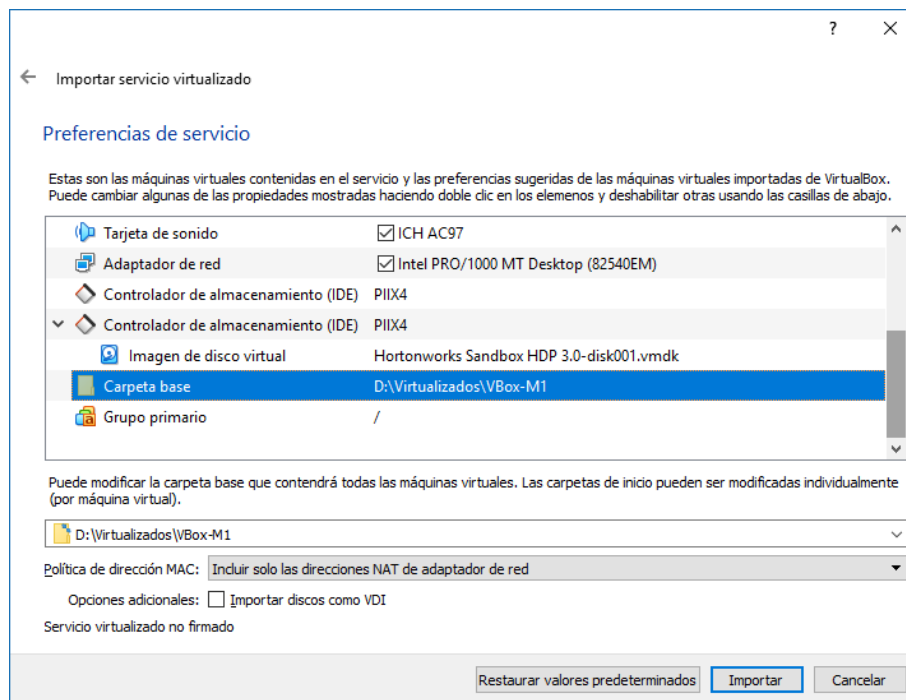 ?
Importar servicio virtualizado
Preferencias de servicio
Estas son las máquinas virtuales contenidas en el servicio y las preferencias sugeridas de las máquinas virtuales importadas de VirtualBox.
Puede cambiar algunas de las propiedades mostradas haciendo doble clic en los elemenos y deshabilitar otras usando las casillas de abajo.
Tarjeta de sonido ICH AC97
Adaptador de red Intel PRO/1000 MT Desktop (82540EM)
Controlador de almacenamiento (IDE) PIIX4
Controlador de almacenamiento (IDE) PIIX4
Imagen de disco virtual Hortonworks Sandbox HDP 3.0-disk001.vmdk
Carpeta base D:\Virtualizados\VBox-M1
Grupo primario /
Puede modificar la carpeta base que contendrá todas las máquinas virtuales. Las carpetas de inicio pueden ser modificadas individualmente
(por máquina virtual).
D:\Virtualizados\VBox-M1
Política de dirección MAC: Incluir solo las direcciones NAT de adaptador de red
Opciones adicionales: Importar discos como VDI
Servicio virtualizado no firmado
Restaurar valores predeterminados Importar Cancelar